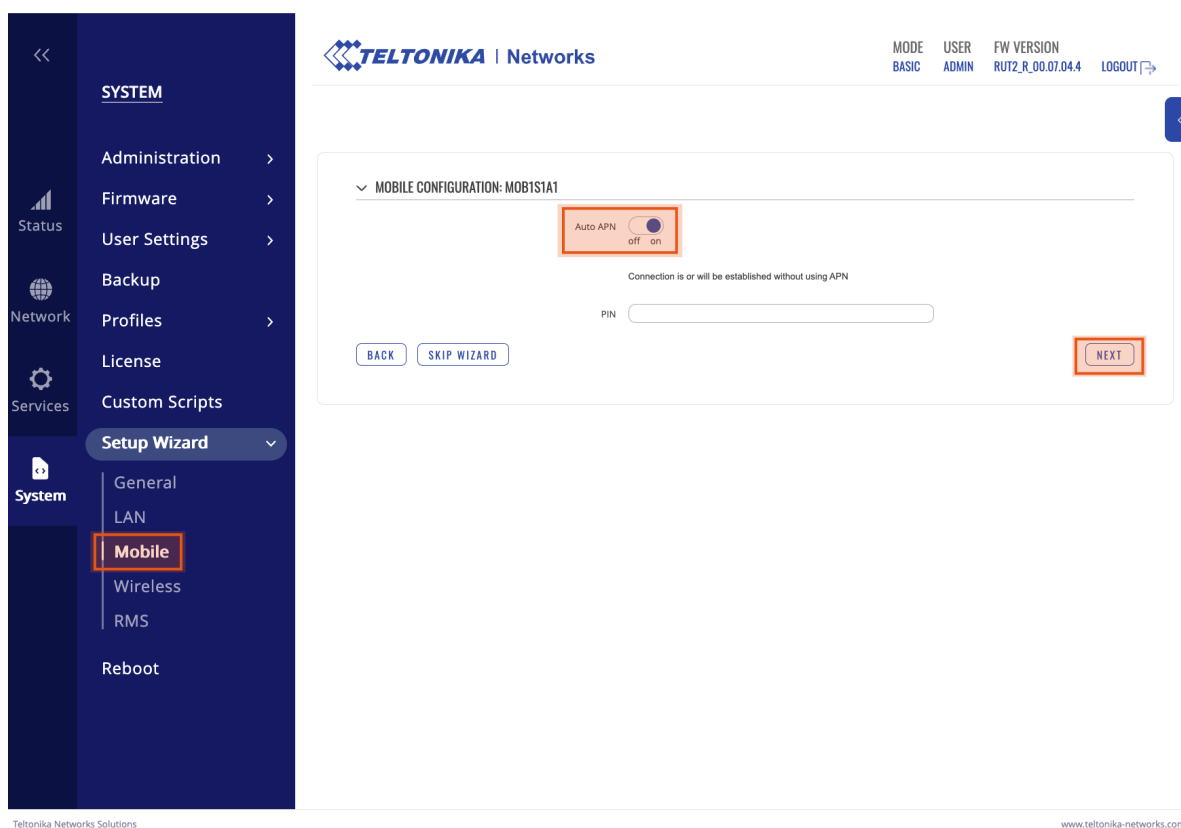 TELTONIKA | Networks
MODE USER FW VERSION
BASIC ADMIN RUT2_R_00.07.04.4 LOGOUT
SYSTEM
Administration
Firmware
User Settings
Backup
Profiles
License
Custom Scripts
Setup Wizard
General
LAN
Mobile
Wireless
RMS
Reboot
Status
Network
Services
System
MOBILE CONFIGURATION: MOB1S1A1
Auto APN
off on
Connection is or will be established without using APN
PIN
BACK SKIP WIZARD NEXT
Teltonika Networks Solutions www.teltonika-networks.com